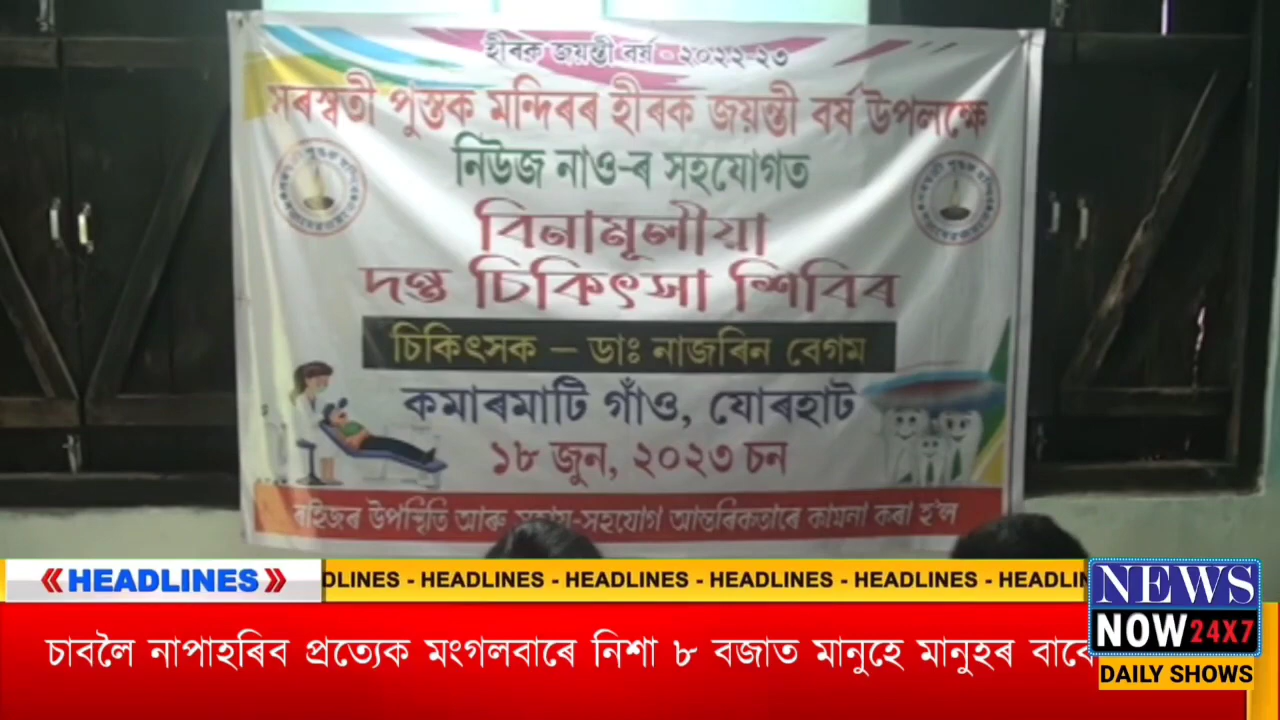 হীৰক জয়ন্তী বৰ্ষ - ২০২২-২৩
সৰস্বতী পুস্তক মন্দিৰৰ হীৰক জয়ন্তী বৰ্ষ উপলক্ষে
নিউজ নাও-ৰ সহযোগত
বিনামূলীয়া
দন্ত চিকিৎসা শিবিৰ
চিকিৎসক – ডাঃ নাজৰিন বেগম
কমাৰমাটি গাঁও, যোৰহাট
১৮ জুন, ২০২৩ চন
ৰাইজৰ উপস্থিতি আৰু সহায়-সহযোগ আন্তৰিকতাৰে কামনা কৰা হ'ল
HEADLINES
DLINES - HEADLINES - HEADLINES - HEADLINES - HEADLINES - HEADLIN
চাবলৈ নাপাহৰিব প্ৰত্যেক মংগলবাৰে নিশা ৮ বজাত মানুহে মানুহৰ বাবে
NEWS
NOW 24X7
DAILY SHOWS